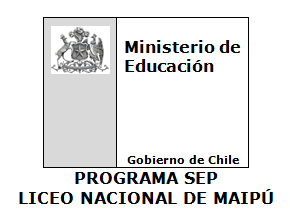 Ministerio de
Educación
Gobierno de Chile
PROGRAMA SEP
LICEO NACIONAL DE MAIPÚ